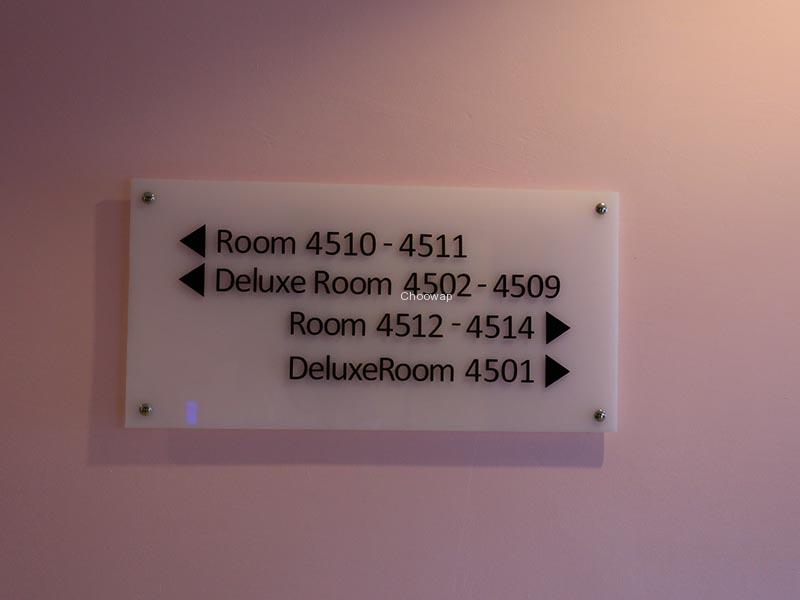 Room 4510 - 4511
Deluxe Room 4502 - 4509
Choowap
Room 4512 - 4514
DeluxeRoom 4501